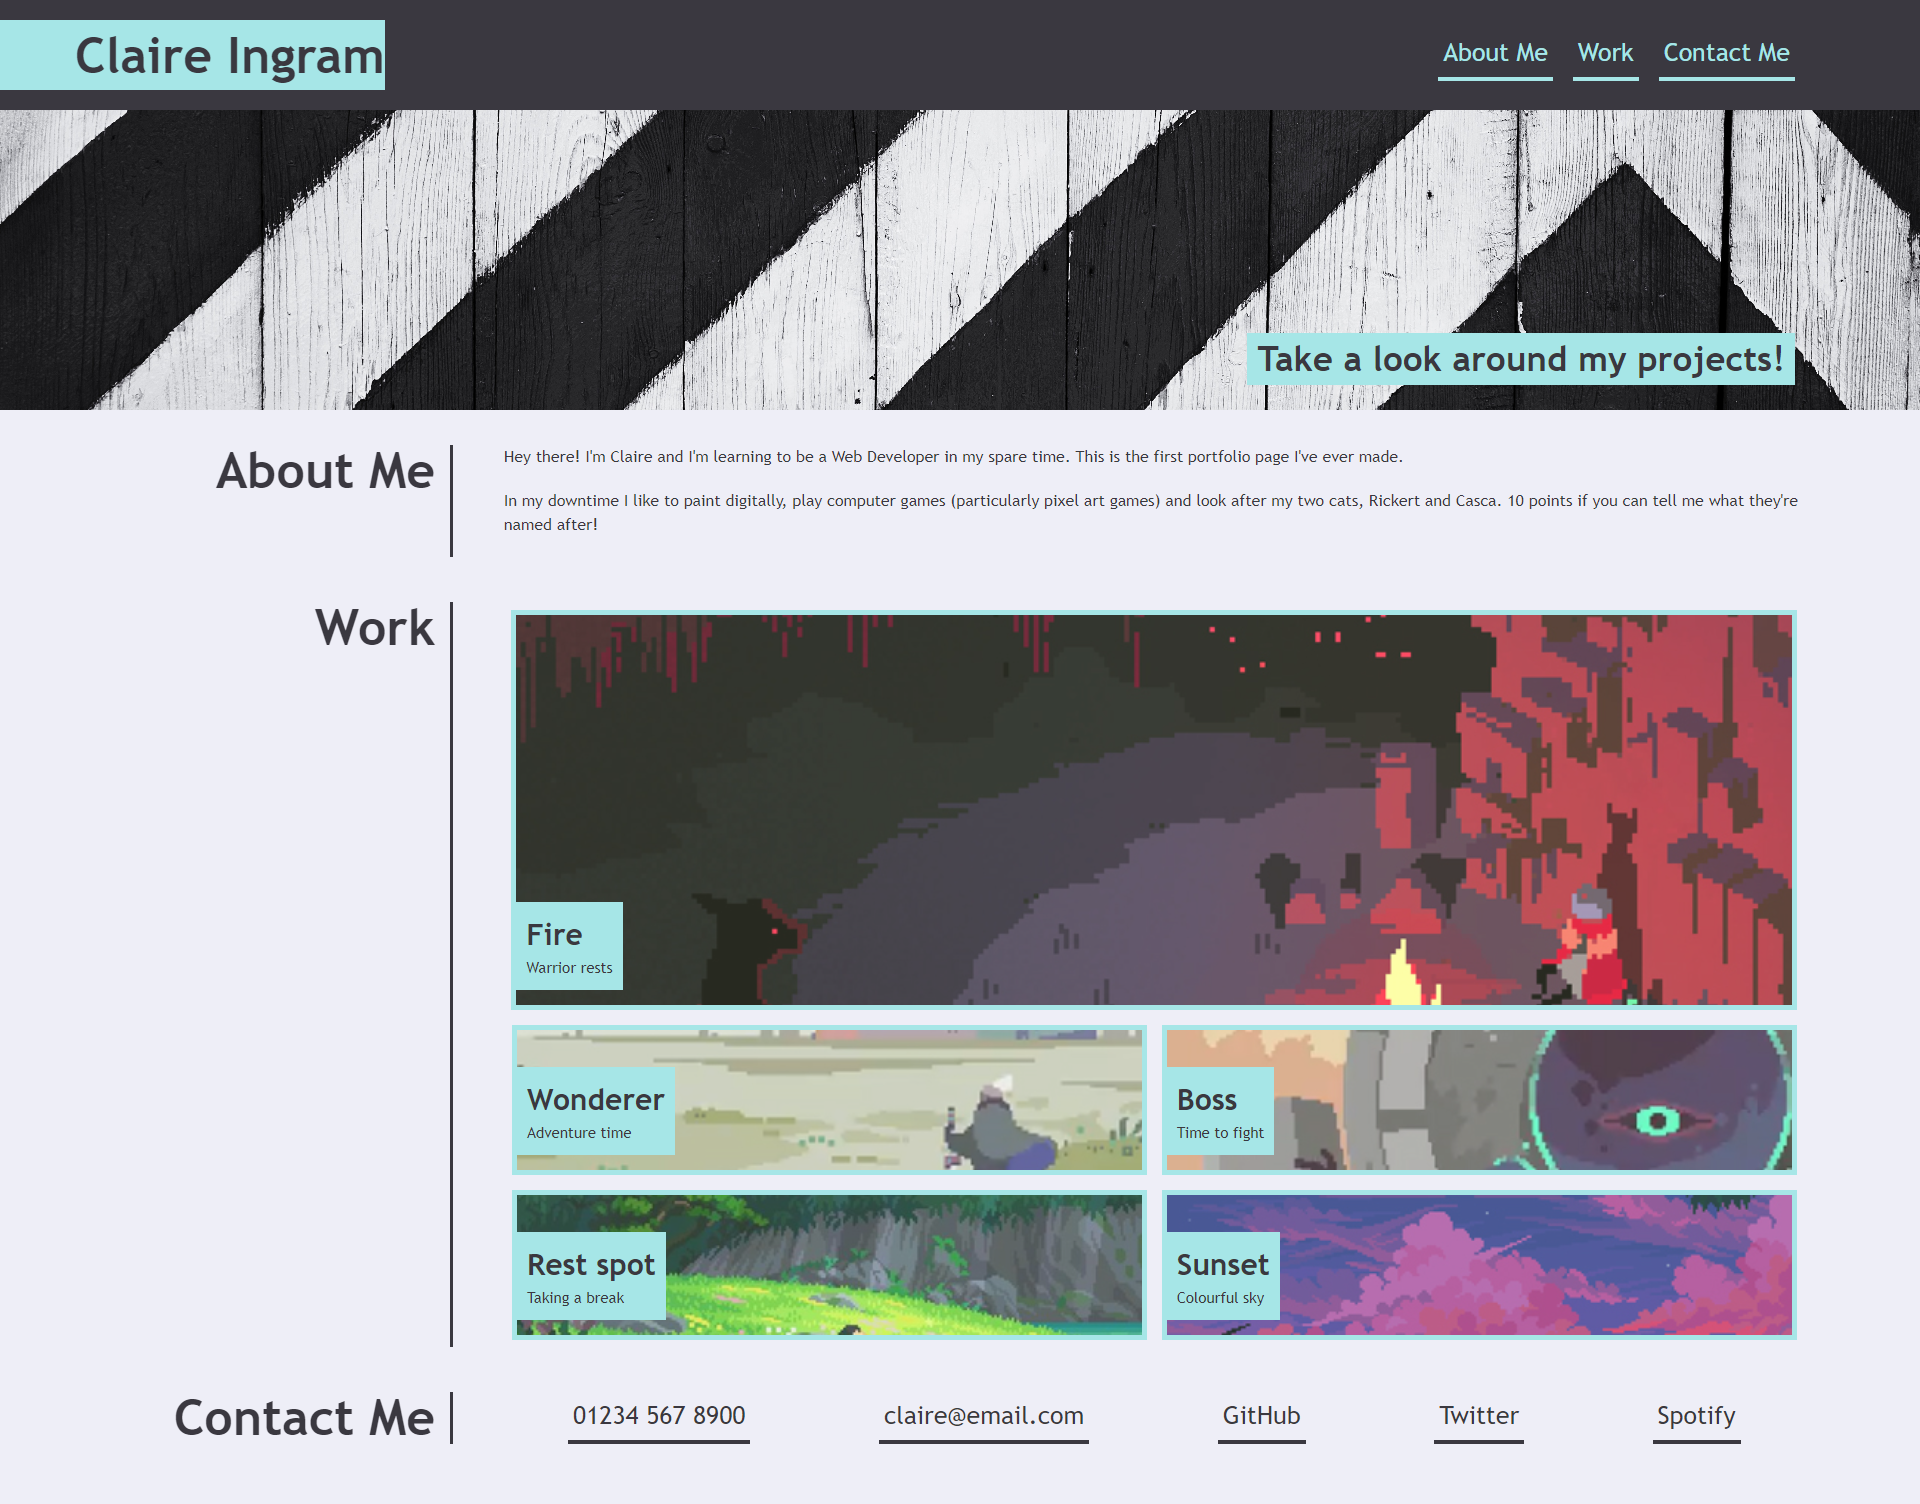 Claire Ingram
About Me
Work
Contact Me
Take a look around my projects!
About Me
Hey there! I'm Claire and I'm learning to be a Web Developer in my spare time. This is the first portfolio page I've ever made.
In my downtime I like to paint digitally, play computer games (particularly pixel art games) and look after my two cats, Rickert and Casca. 10 points if you can tell me what they're
named after!
Work
Fire
Warrior rests
Wonderer
Adventure time
Boss
Time to fight
Rest spot
Taking a break
Sunset
Colourful sky
Contact Me
01234 567 8900
claire@email.com
GitHub
Twitter
Spotify